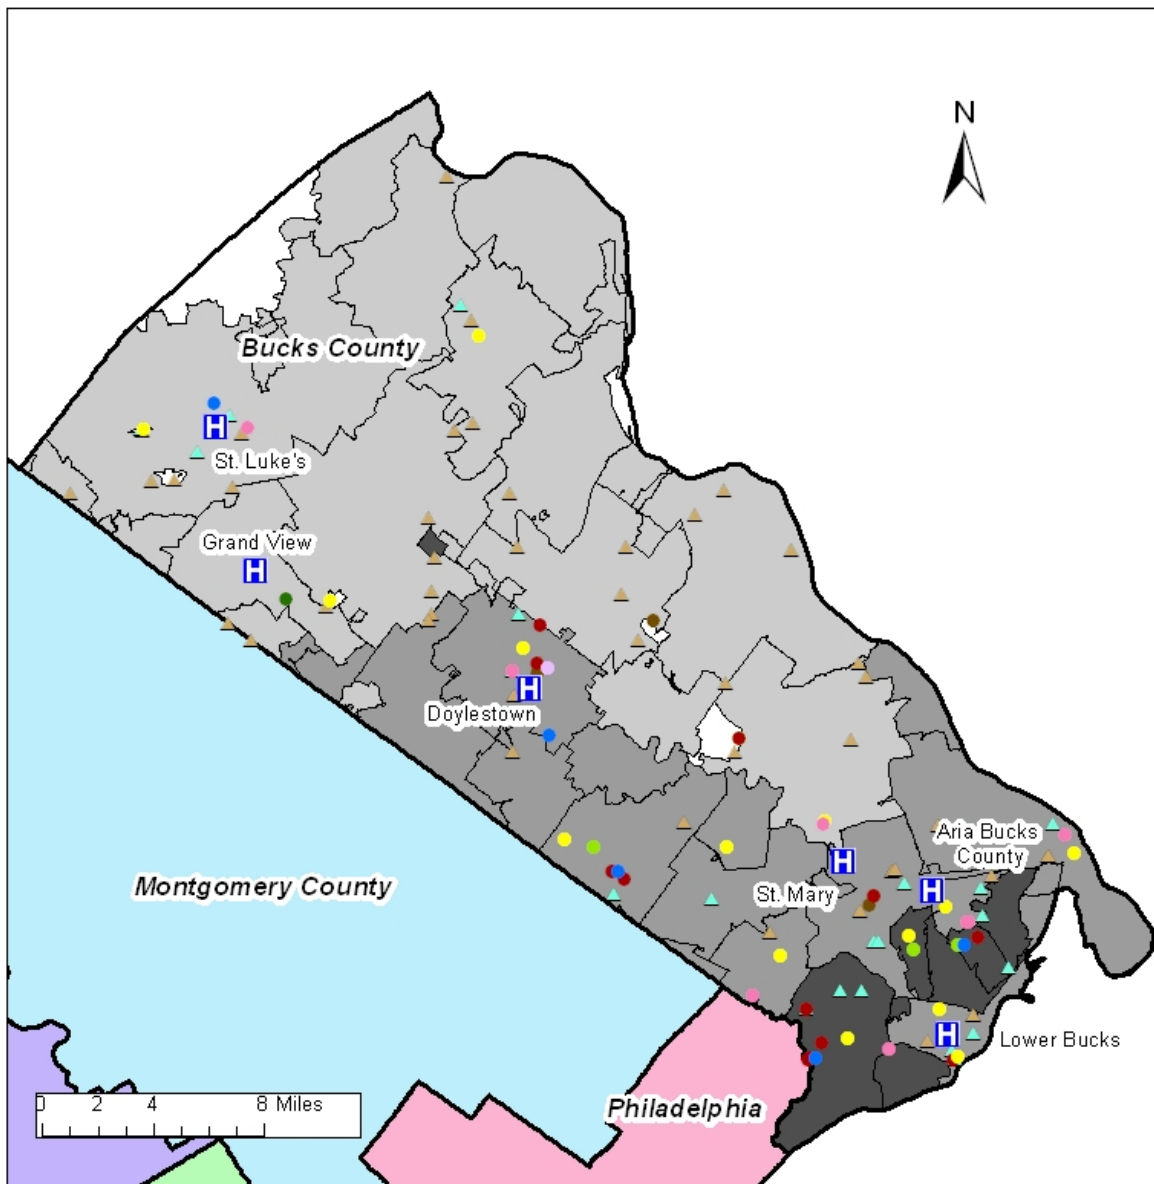 N
Bucks County
H
St. Luke's
Grand View
H
H
Doylestown
Aria Bucks
County
H
H
St. Mary
Montgomery County
H
Lower Bucks
0 2 4 8 Miles
Philadelphia